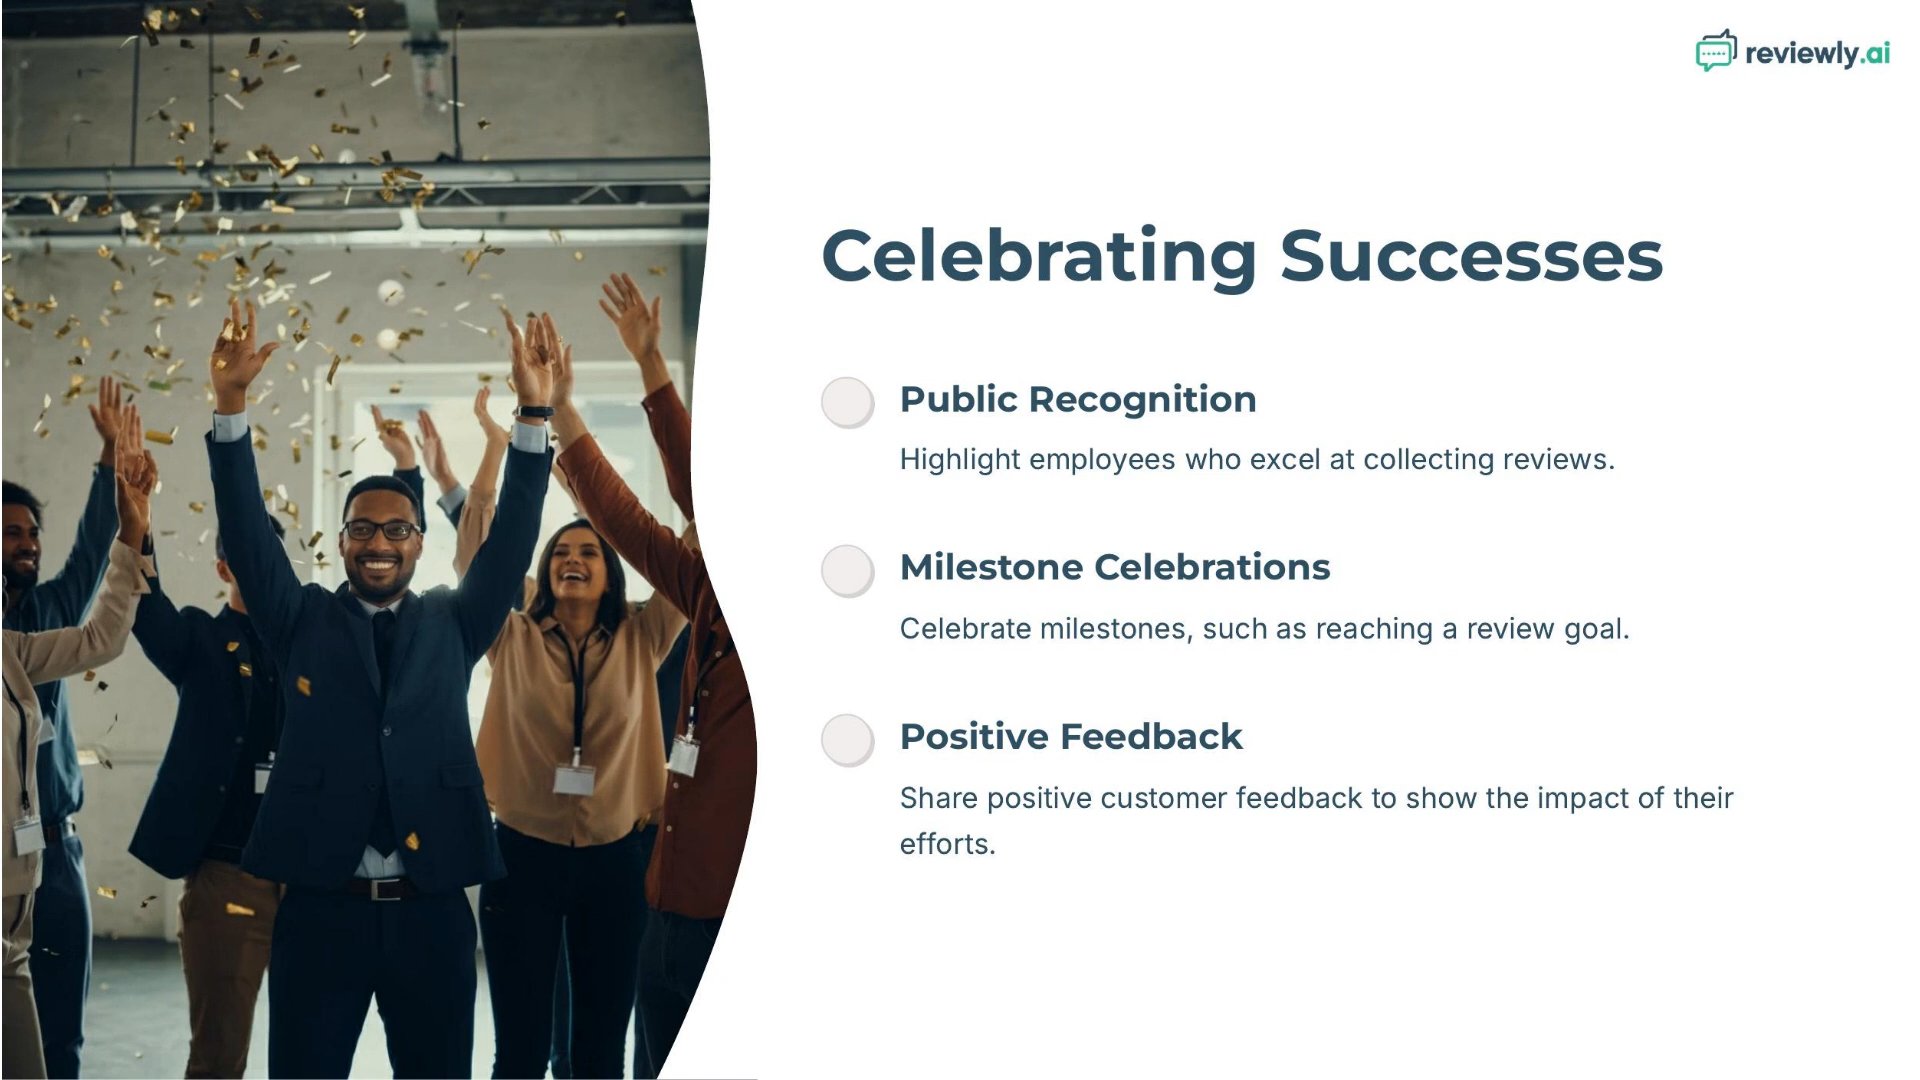 reviewly.ai
Celebrating Successes
Public Recognition
Highlight employees who excel at collecting reviews.
Milestone Celebrations
Celebrate milestones, such as reaching a review goal.
Positive Feedback
Share positive customer feedback to show the impact of their
efforts.